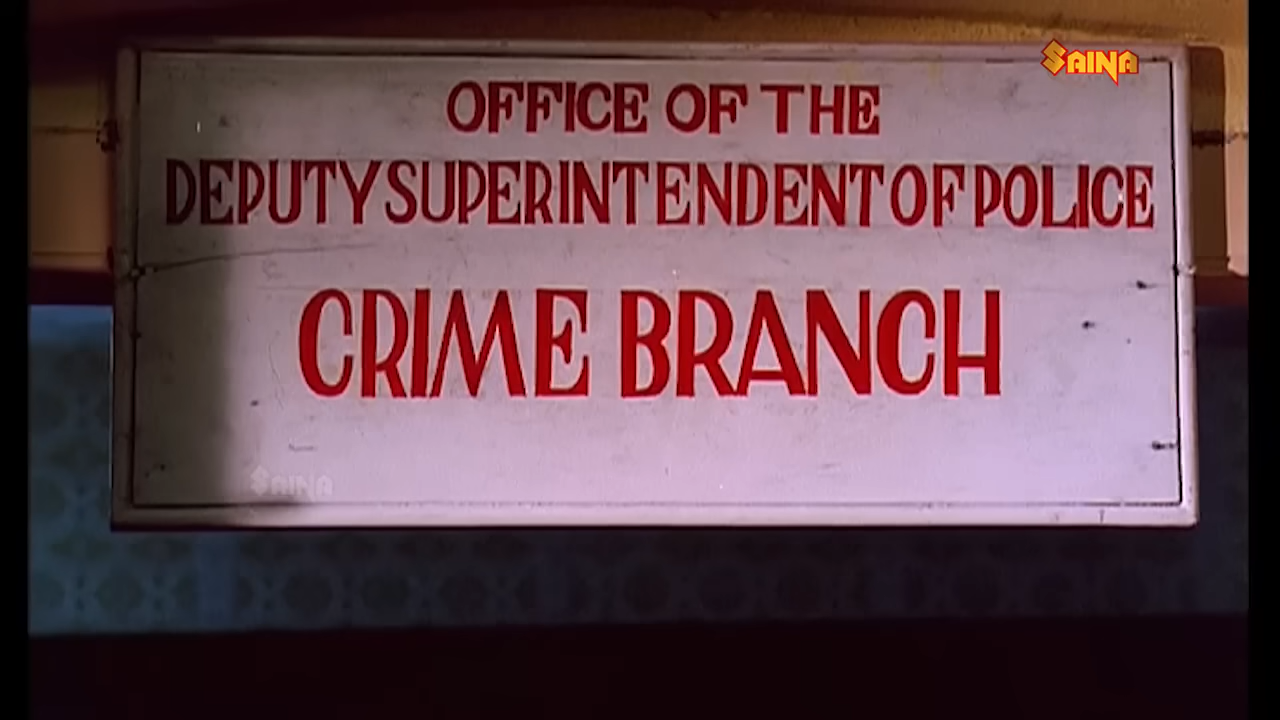 SAINA
OFFICE OF THE
DEPUTY SUPERINTENDENT OF POLICE
CRIME BRANCH
SAINA